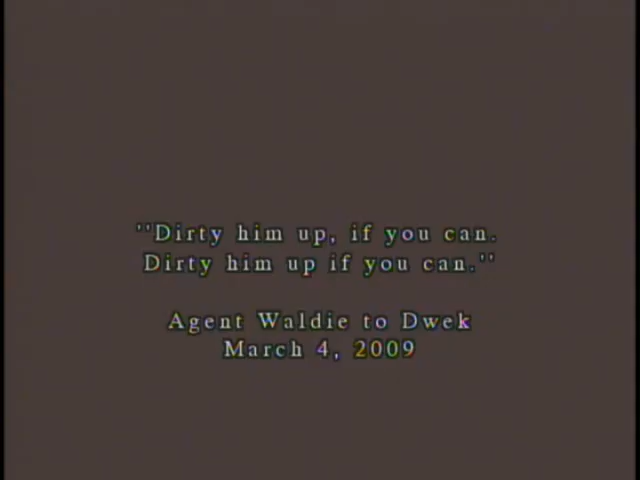 ''Dirty him up, if you can.
Dirty him up if you can.''
Agent Waldie to Dwek
March 4, 2009